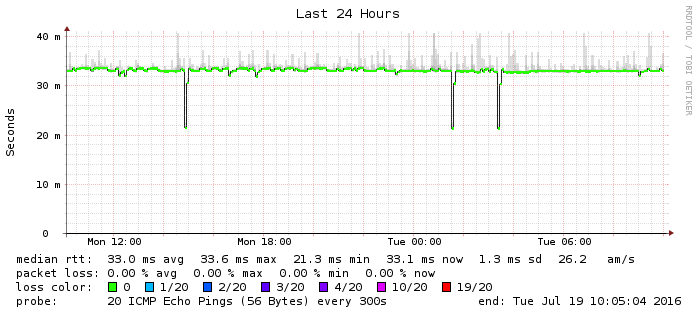 Last 24 Hours
RRDTOOL / TOBI OETIKER
Seconds
40 m
30 m
20 m
10 m
0
Mon 12:00 Mon 18:00 Tue 00:00 Tue 06:00
median rtt: 33.0 ms avg 33.6 ms max 21.3 ms min 33.1 ms now 1.3 ms sd 26.2 am/s
packet loss: 0.00 % avg 0.00 % max 0.00 % min 0.00 % now
loss color: 0 1/20 2/20 3/20 4/20 10/20 19/20
probe: 20 ICMP Echo Pings (56 Bytes) every 300s end: Tue Jul 19 10:05:04 2016